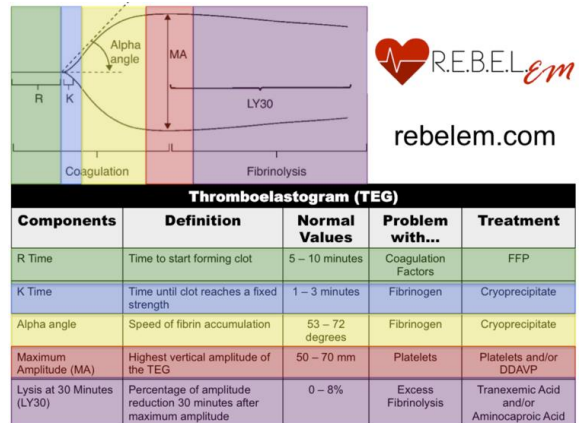 Alpha
angle
MA
R
K
LY30
Coagulation
Fibrinolysis
R.E.B.E.L.EM
rebelem.com
Thromboelastogram (TEG)
Components
Definition
Normal
Values
Problem
with...
Treatment
R Time
Time to start forming clot
5 – 10 minutes
Coagulation
Factors
FFP
K Time
Time until clot reaches a fixed
strength
1 – 3 minutes
Fibrinogen
Cryoprecipitate
Alpha angle
Speed of fibrin accumulation
53 – 72
degrees
Fibrinogen
Cryoprecipitate
Maximum
Amplitude (MA)
Highest vertical amplitude of
the TEG
50 – 70 mm
Platelets
Platelets and/or
DDAVP
Lysis at 30 Minutes
(LY30)
Percentage of amplitude
reduction 30 minutes after
maximum amplitude
0 – 8%
Excess
Fibrinolysis
Tranexemic Acid
and/or
Aminocaproic Acid